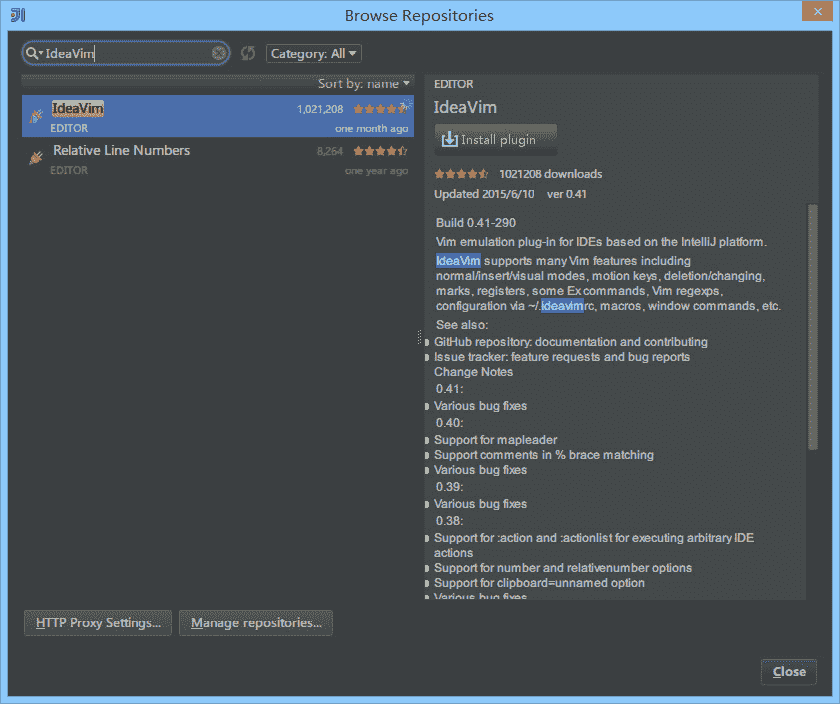 Browse Repositories
IdeaVim
Category: All
Sort by: name
IdeaVim 1,021,208
EDITOR one month ago
Relative Line Numbers 8,264
EDITOR one year ago
EDITOR
IdeaVim
Install plugin
1021208 downloads
Updated 2015/6/10 ver 0.41
Build 0.41-290
Vim emulation plug-in for IDEs based on the IntelliJ platform.
IdeaVim supports many Vim features including
normal/insert/visual modes, motion keys, deletion/changing,
marks, registers, some Ex commands, Vim regexps,
configuration via ~/.ideavimrc, macros, window commands, etc.
See also:
GitHub repository: documentation and contributing
Issue tracker: feature requests and bug reports
Change Notes
0.41:
Various bug fixes
0.40:
Support for mapleader
Support comments in % brace matching
Various bug fixes
0.39:
Various bug fixes
0.38:
Support for :action and :actionlist for executing arbitrary IDE
actions
Support for number and relativenumber options
Support for clipboard=unnamed option
Various bug fixes
HTTP Proxy Settings...
Manage repositories...
Close